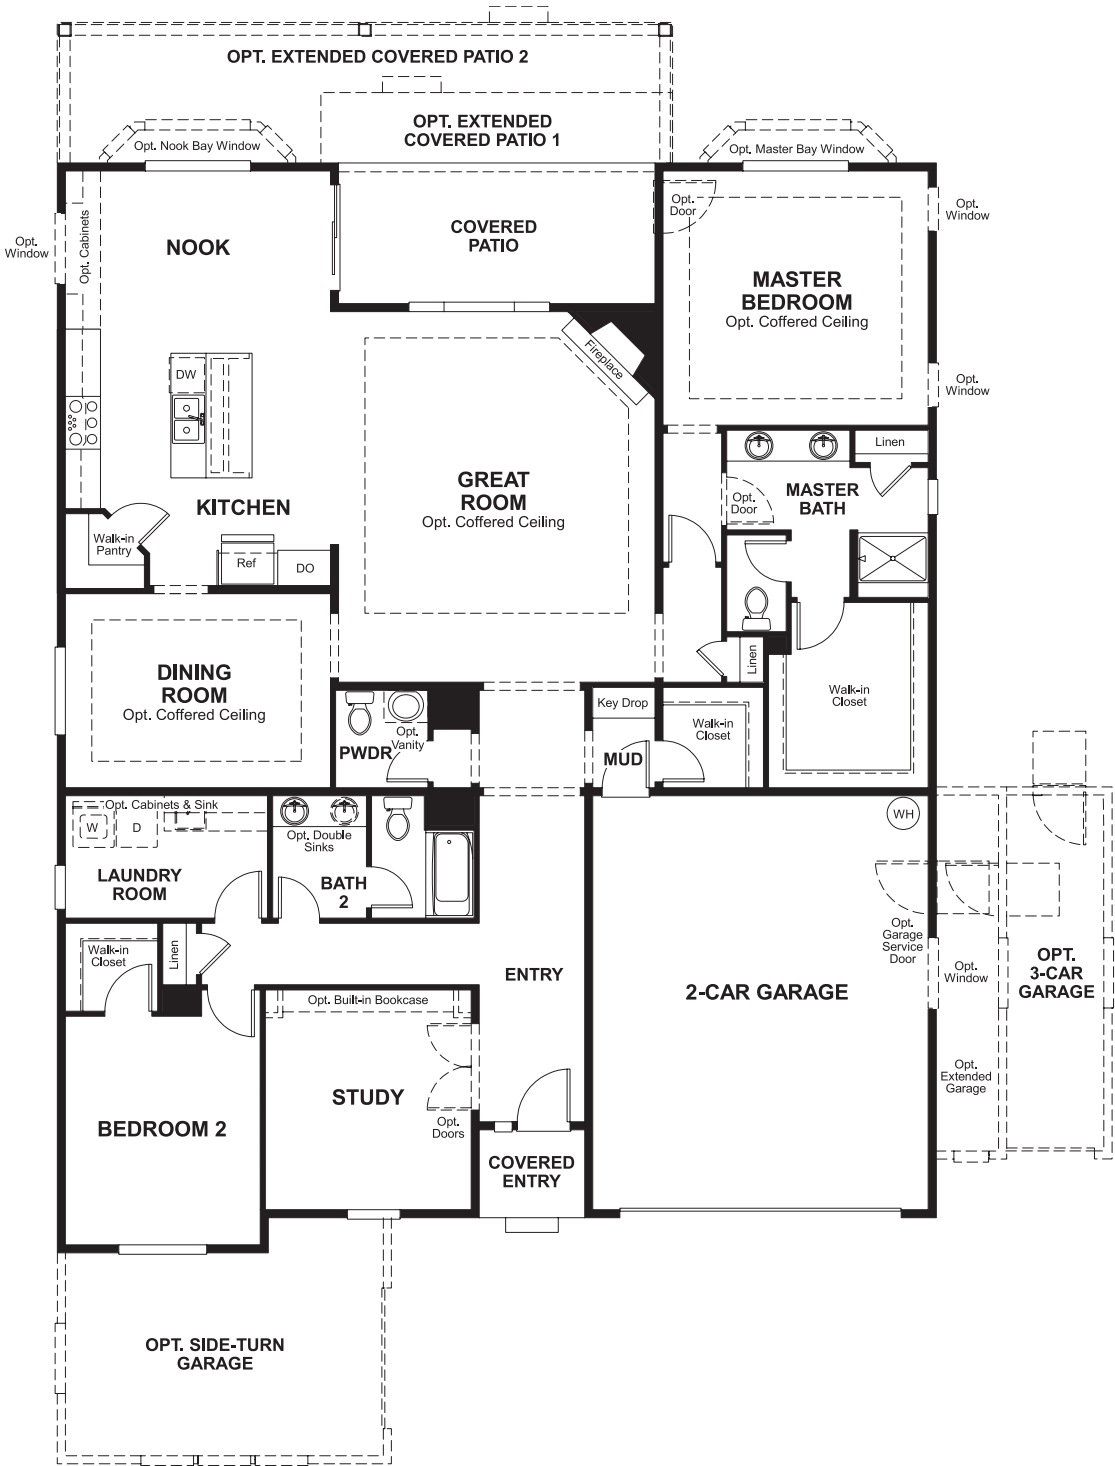 OPT. EXTENDED COVERED PATIO 2
OPT. EXTENDED
COVERED PATIO 1
Opt. Nook Bay Window
Opt. Master Bay Window
Opt.
Window
Opt. Cabinets
NOOK
COVERED
PATIO
Opt.
Door
Opt.
Window
MASTER
BEDROOM
Opt. Coffered Ceiling
Fireplace
Opt.
Window
DW
KITCHEN
GREAT
ROOM
Opt. Coffered Ceiling
Linen
MASTER
BATH
Opt.
Door
Walk-in
Pantry
Ref
DO
DINING
ROOM
Opt. Coffered Ceiling
Linen
Walk-in
Closet
PWDR
Opt.
Vanity
Key Drop
MUD
Walk-in
Closet
Opt. Cabinets & Sink
W
D
LAUNDRY
ROOM
Opt. Double
Sinks
BATH
2
WH
Walk-in
Closet
Linen
ENTRY
2-CAR GARAGE
Opt.
Garage
Service
Door
Opt.
Window
OPT.
3-CAR
GARAGE
Opt. Built-in Bookcase
STUDY
Opt.
Doors
Opt.
Extended
Garage
BEDROOM 2
COVERED
ENTRY
OPT. SIDE-TURN
GARAGE